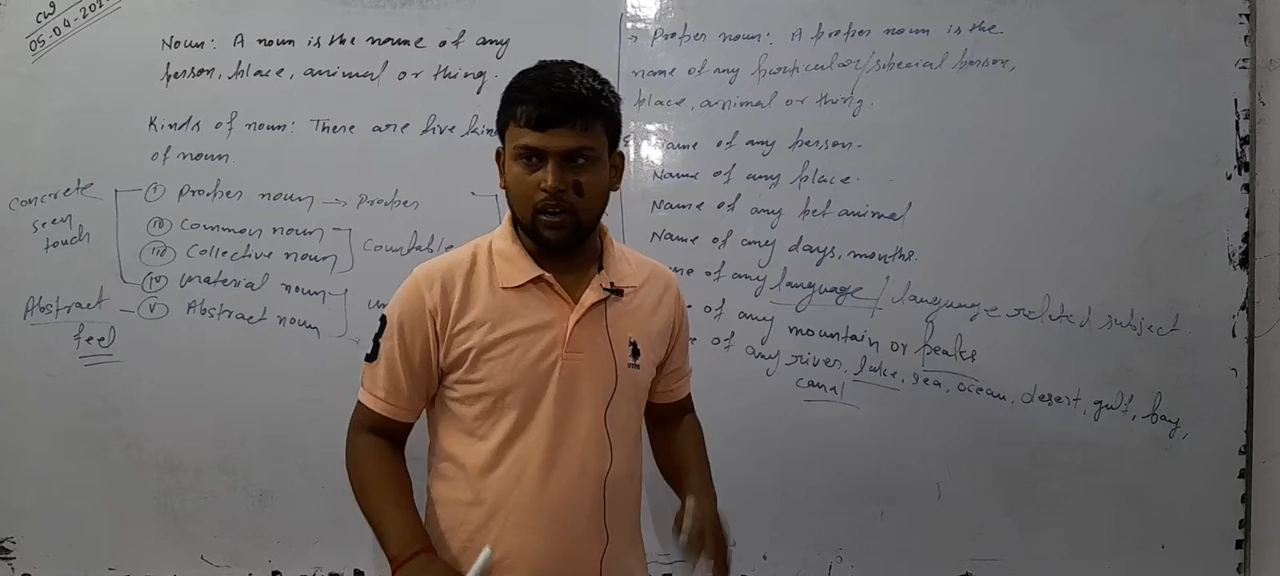 CW
05-04-202
Noun: A noun is the name of any
person, place, animal or thing.
Kinds of noun: There are five kin
of noun.
concrete
seen
touch
(i) Proper noun → Proper
(ii) Common noun
(iii) Collective noun
Countable
(iv) Material noun
un
Abstract
feel
(v) Abstract noun
→ Proper noun: A proper noun is the
name of any particular/special person,
place, animal or thing.
Name of any person.
Name of any place.
Name of any pet animal
Name of any days, months.
me of any language / language related subject.
of any mountain or peaks
e of any river, lake, sea, ocean, desert, gulf, bay,
canal
3